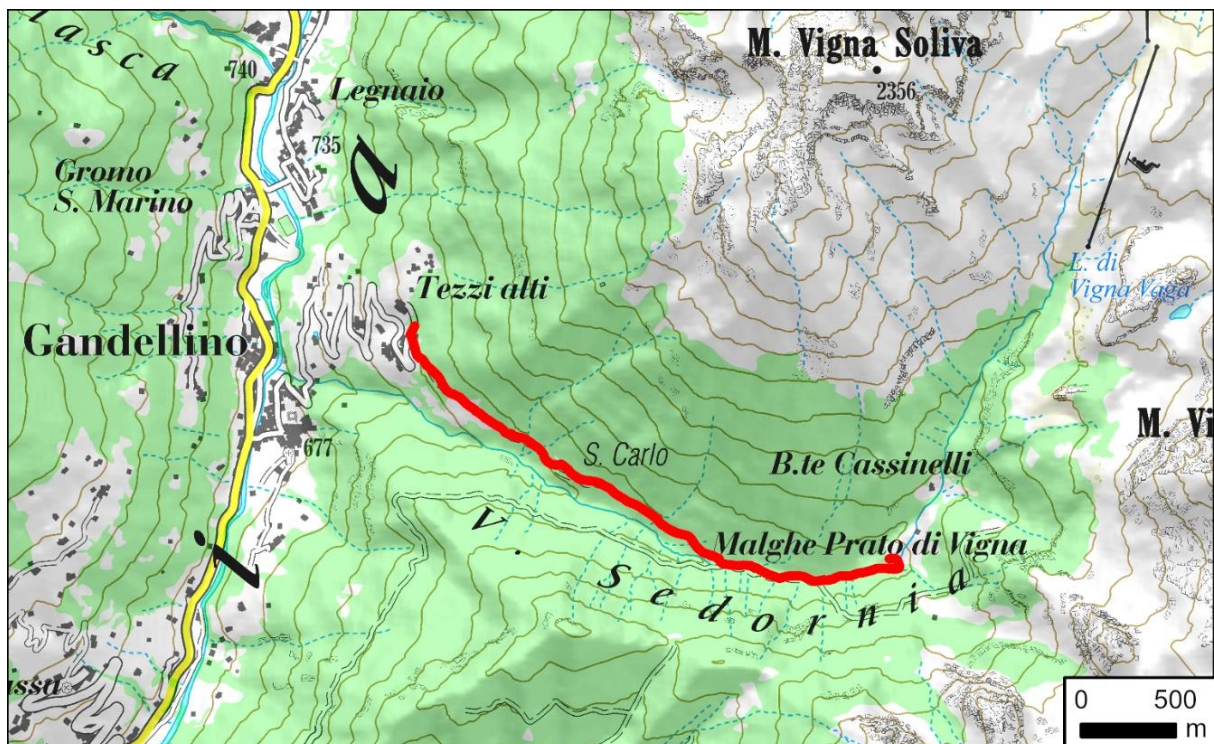 asca
740
M. Vigna Soliva
2356
Legnaio
735
Gromo
S. Marino
a
L. di
Vigna Vaga
Tezzi alti
Gandellino
M. Vi
677
S. Carlo
B.te Cassinelli
Malghe Prato di Vigna
V. Sedornia
i
assa
0 500
m